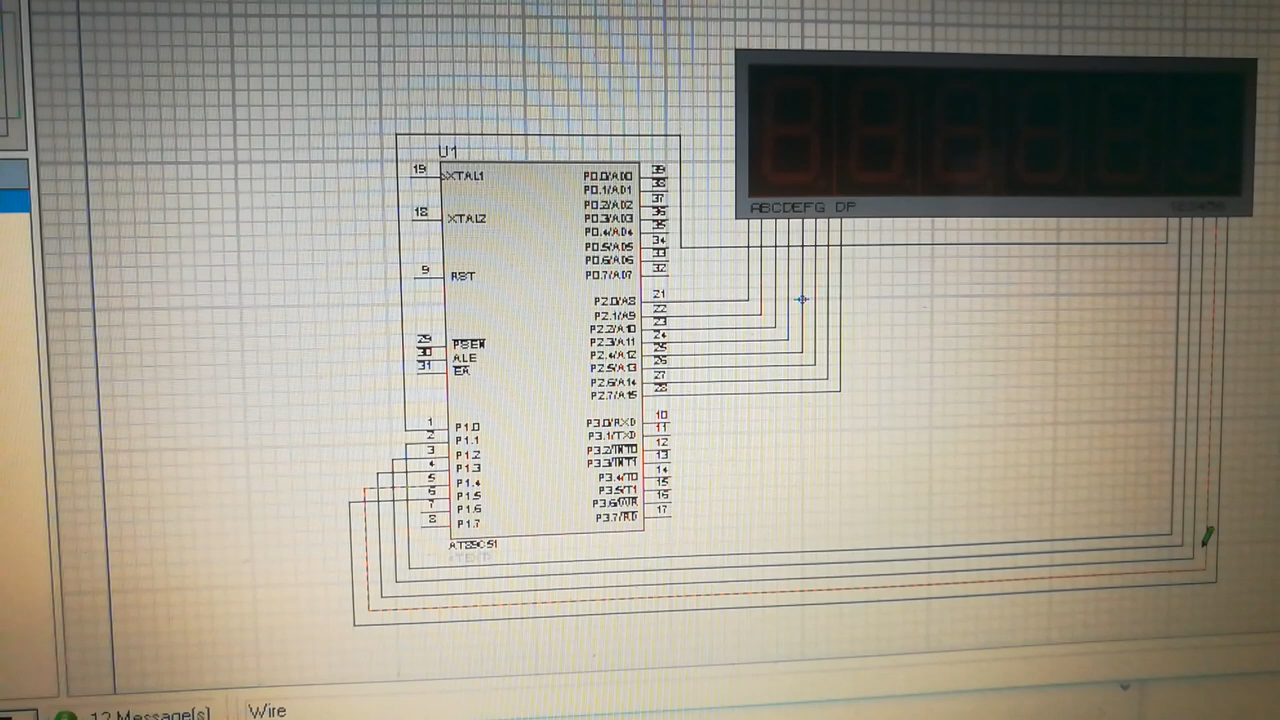 ABCDEFG DP
123456
U1
19 XTAL1
18 XTAL2
9 RST
29 PSEN
30 ALE
31 EA
1 P1.0
2 P1.1
3 P1.2
4 P1.3
5 P1.4
6 P1.5
7 P1.6
8 P1.7
P0.0/AD0 39
P0.1/AD1 38
P0.2/AD2 37
P0.3/AD3 36
P0.4/AD4 35
P0.5/AD5 34
P0.6/AD6 33
P0.7/AD7 32
P2.0/A8 21
P2.1/A9 22
P2.2/A10 23
P2.3/A11 24
P2.4/A12 25
P2.5/A13 26
P2.6/A14 27
P2.7/A15 28
P3.0/RXD 10
P3.1/TXD 11
P3.2/INT0 12
P3.3/INT1 13
P3.4/T0 14
P3.5/T1 15
P3.6/WR 16
P3.7/RD 17
AT89C51
12 Message(s)
Wire